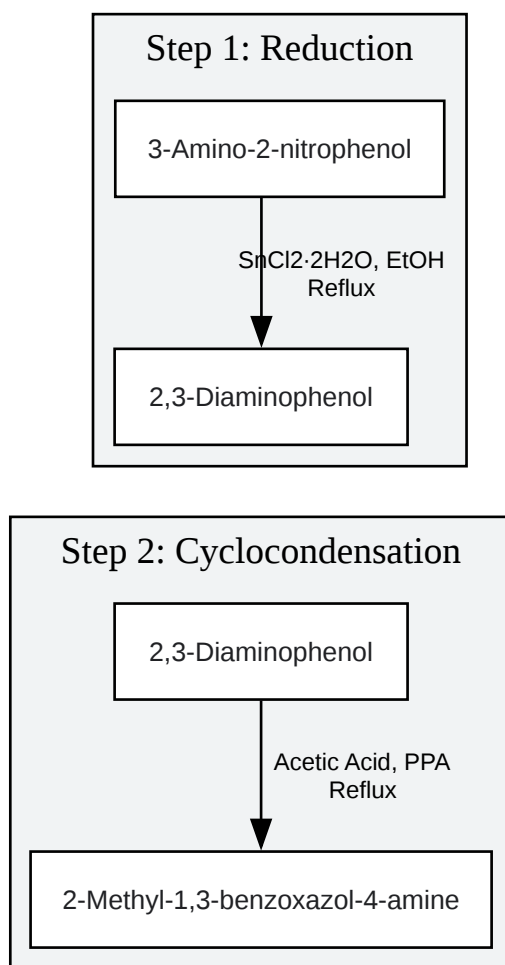 Step 1: Reduction
3-Amino-2-nitrophenol
SnCl2·2H2O, EtOH
Reflux
2,3-Diaminophenol
Step 2: Cyclocondensation
2,3-Diaminophenol
Acetic Acid, PPA
Reflux
2-Methyl-1,3-benzoxazol-4-amine